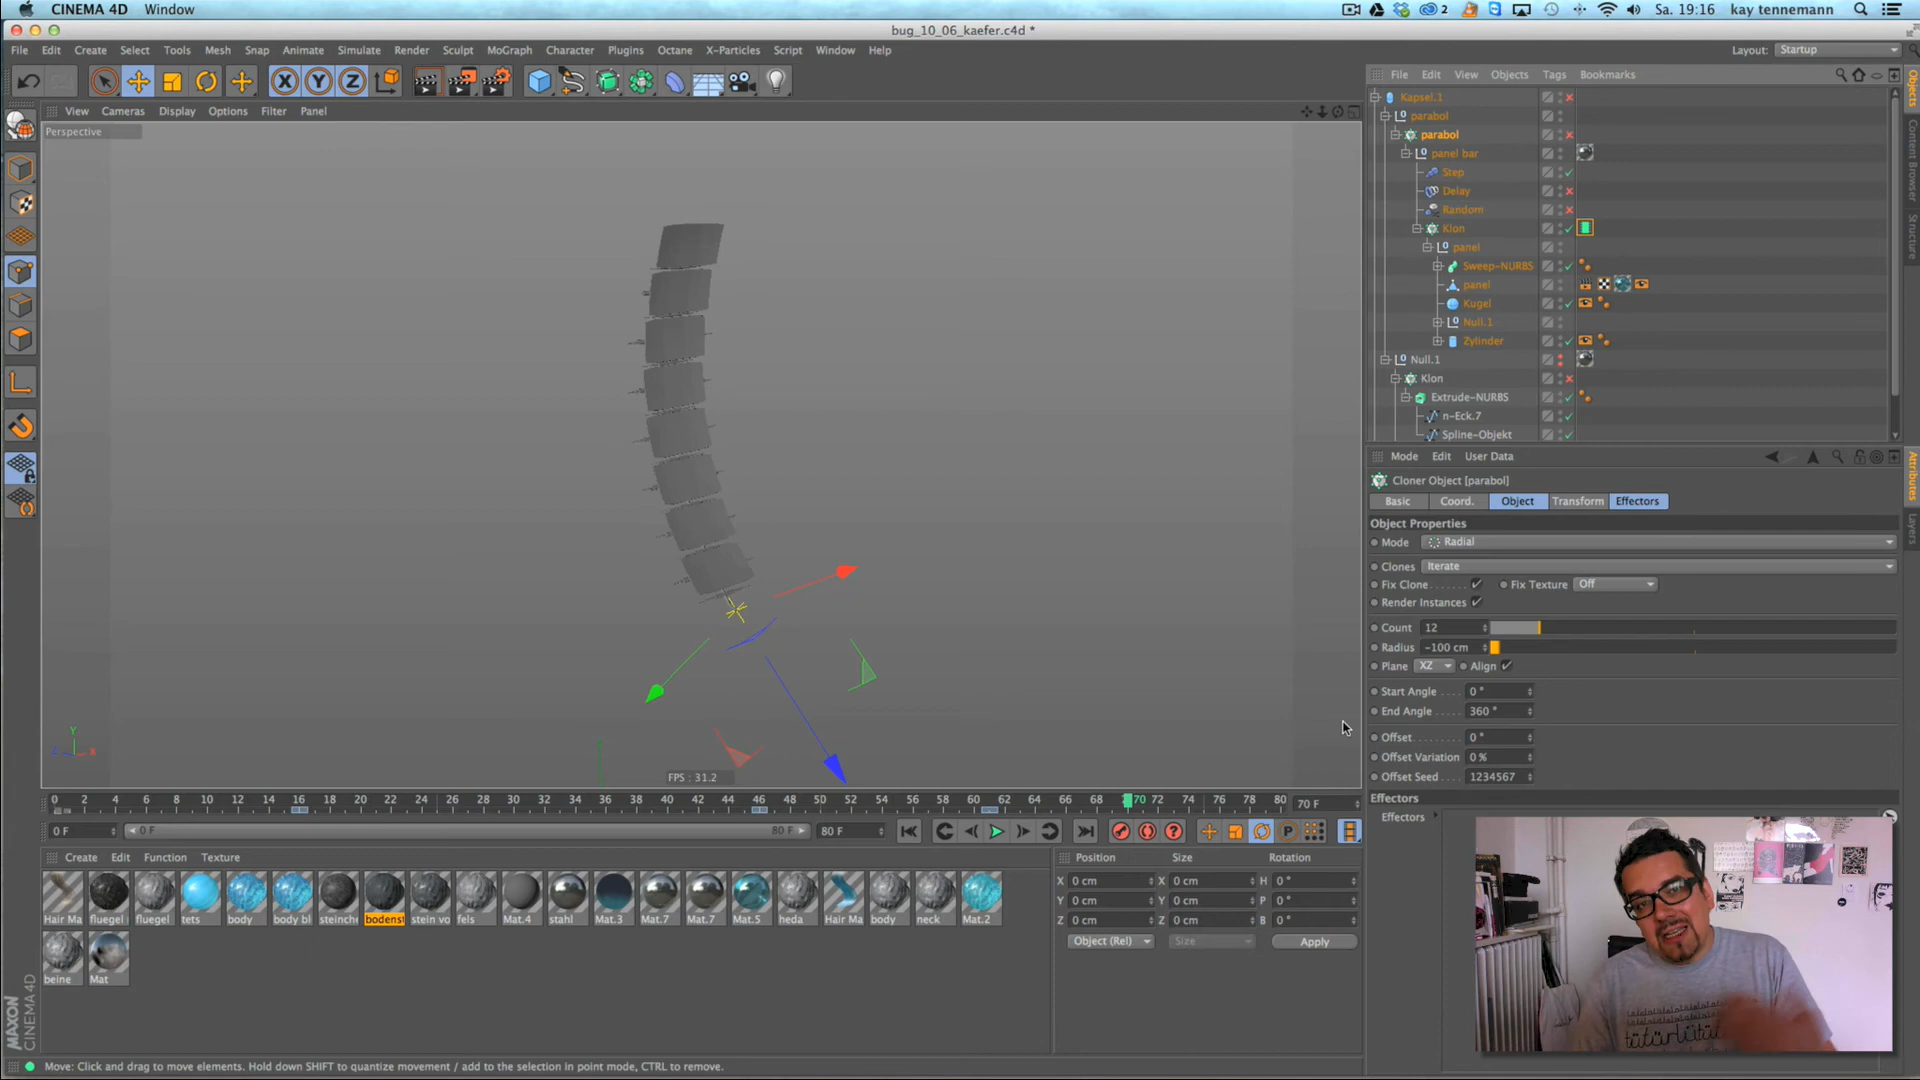 CINEMA 4D Window
2 Sa. 19:16 kay tennemann
bug_10_06_kaefer.c4d *
File Edit Create Select Tools Mesh Snap Animate Simulate Render Sculpt MoGraph Character Plugins Octane X-Particles Script Window Help
Layout: Startup
X Y Z
File Edit View Objects Tags Bookmarks
View Cameras Display Options Filter Panel
Perspective
Kapsel.1
parabol
parabol
panel bar
Step
Delay
Random
Klon
panel
Sweep-NURBS
panel
Kugel
Null.1
Zylinder
Null.1
Klon
Extrude-NURBS
n-Eck.7
Spline-Objekt
Objects
Content Browser
Structure
Attributes
Layers
Mode Edit User Data
Cloner Object [parabol]
Basic Coord. Object Transform Effectors
Object Properties
Mode Radial
Clones Iterate
Fix Clone Fix Texture Off
Render Instances
Count 12
Radius -100 cm
Plane XZ Align
Start Angle 0 °
End Angle 360 °
Offset 0 °
Offset Variation 0 %
Offset Seed 1234567
Effectors
Effectors
Y
Z X
FPS : 31.2
0 2 4 6 8 10 12 14 16 18 20 22 24 26 28 30 32 34 36 38 40 42 44 46 48 50 52 54 56 58 60 62 64 66 68 70 72 74 76 78 80 70 F
0 F 0 F 80 F 80 F
P
Create Edit Function Texture
Position Size Rotation
X 0 cm X 0 cm H 0 °
Y 0 cm Y 0 cm P 0 °
Z 0 cm Z 0 cm B 0 °
Object (Rel) Size Apply
Hair Ma fluegel fluegel tets body body bl steinche bodenst stein vo fels Mat.4 stahl Mat.3 Mat.7 Mat.7 Mat.5 heda Hair Ma body neck Mat.2
beine Mat
MAXON
CINEMA 4D
Move: Click and drag to move elements. Hold down SHIFT to quantize movement / add to the selection in point mode, CTRL to remove.